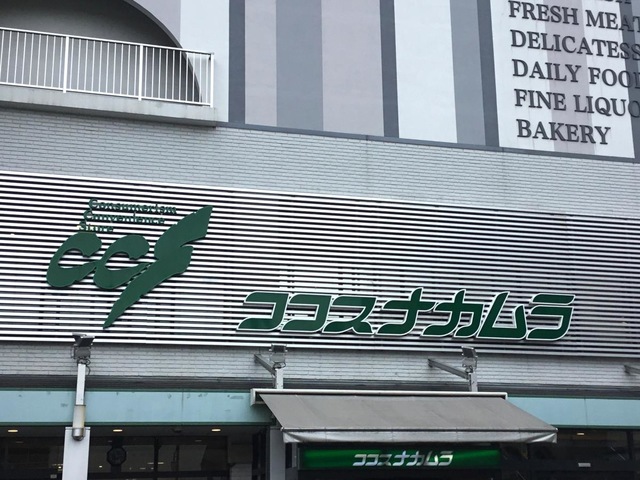 FRESH MEAT
DELICATESS
DAILY FOO
FINE LIQUO
BAKERY
Consumerism
Convenience
Store
CCS
ココスナカムラ
ココスナカムラ